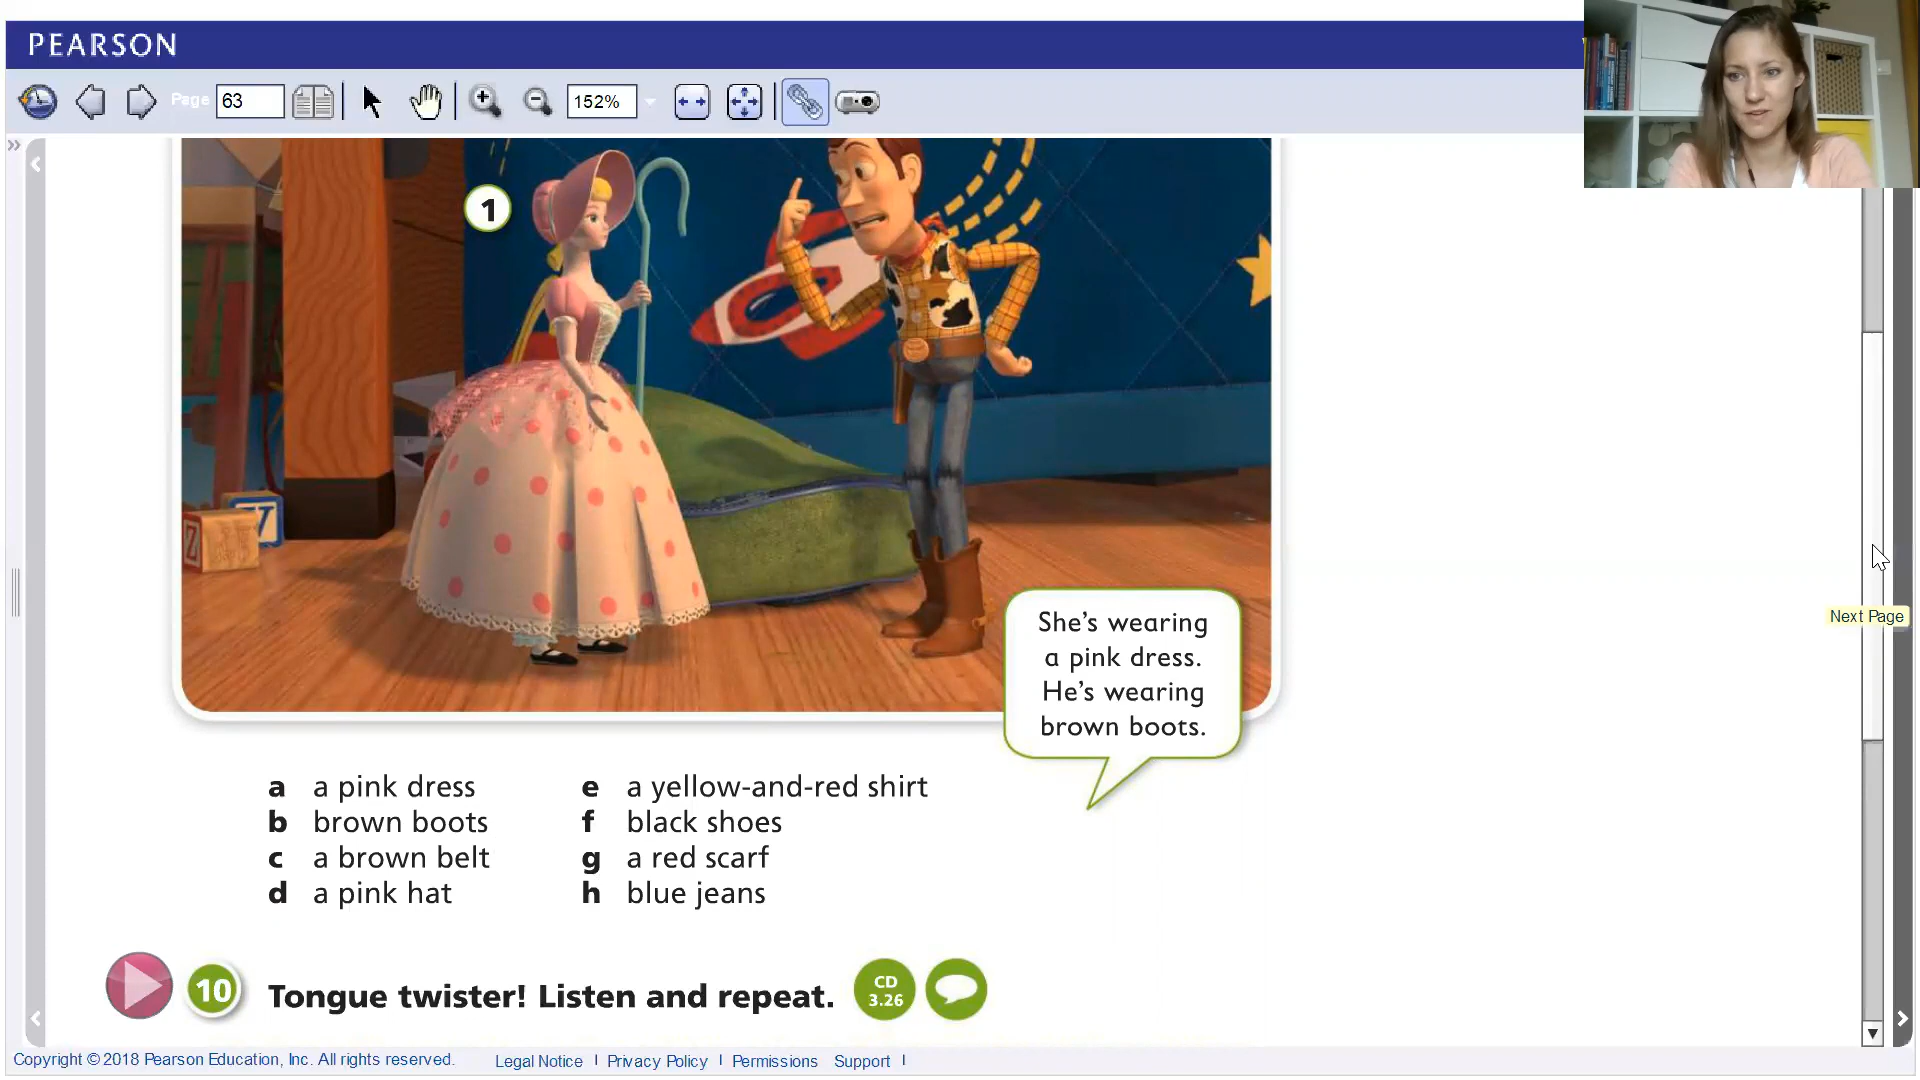 PEARSON
Page 63 152%
1
Z
She's wearing
a pink dress.
He's wearing
brown boots.
Next Page
a a pink dress
b brown boots
c a brown belt
d a pink hat
e a yellow-and-red shirt
f black shoes
g a red scarf
h blue jeans
10 Tongue twister! Listen and repeat. CD 3.26
Copyright © 2018 Pearson Education, Inc. All rights reserved. Legal Notice | Privacy Policy | Permissions Support |